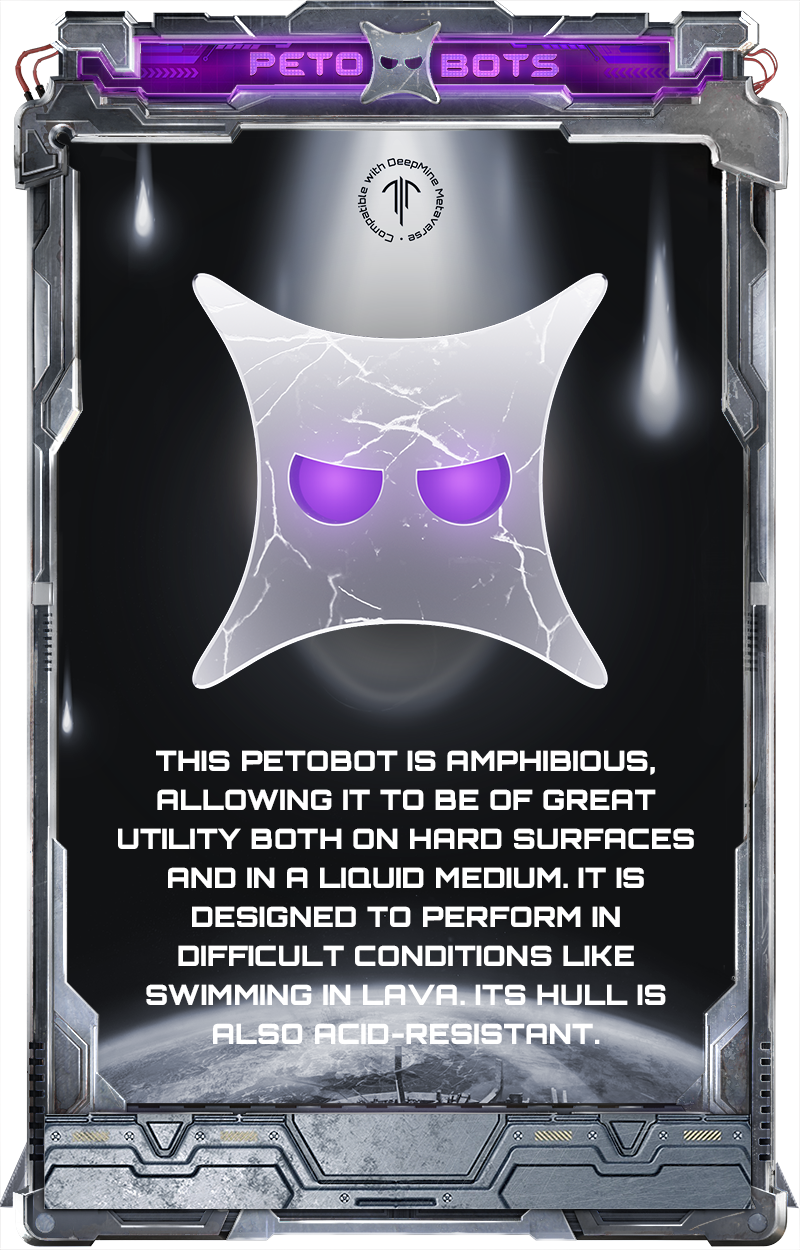 PETO BOTS
Compatible with DeepMine Metaverse •
THIS PETOBOT IS AMPHIBIOUS,
ALLOWING IT TO BE OF GREAT
UTILITY BOTH ON HARD SURFACES
AND IN A LIQUID MEDIUM. IT IS
DESIGNED TO PERFORM IN
DIFFICULT CONDITIONS LIKE
SWIMMING IN LAVA. ITS HULL IS
ALSO ACID-RESISTANT.